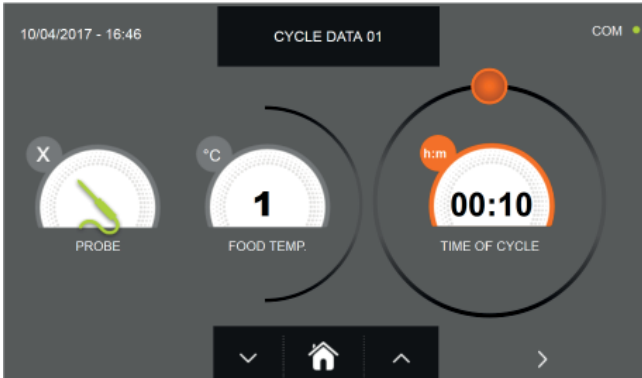 10/04/2017 - 16:46
CYCLE DATA 01
COM
X
°C
h:m
1
00:10
PROBE
FOOD TEMP.
TIME OF CYCLE